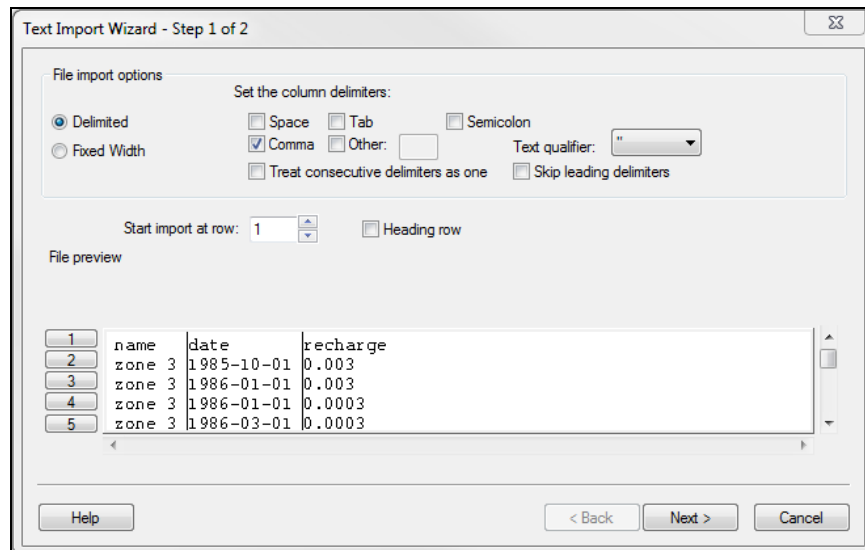 Text Import Wizard - Step 1 of 2
File import options
Set the column delimiters:
Delimited
Space Tab Semicolon
Fixed Width
Comma Other: Text qualifier: "
Treat consecutive delimiters as one Skip leading delimiters
Start import at row: 1 Heading row
File preview
1 name date recharge
2 zone 3 1985-10-01 0.003
3 zone 3 1986-01-01 0.003
4 zone 3 1986-01-01 0.0003
5 zone 3 1986-03-01 0.0003
Help < Back Next > Cancel